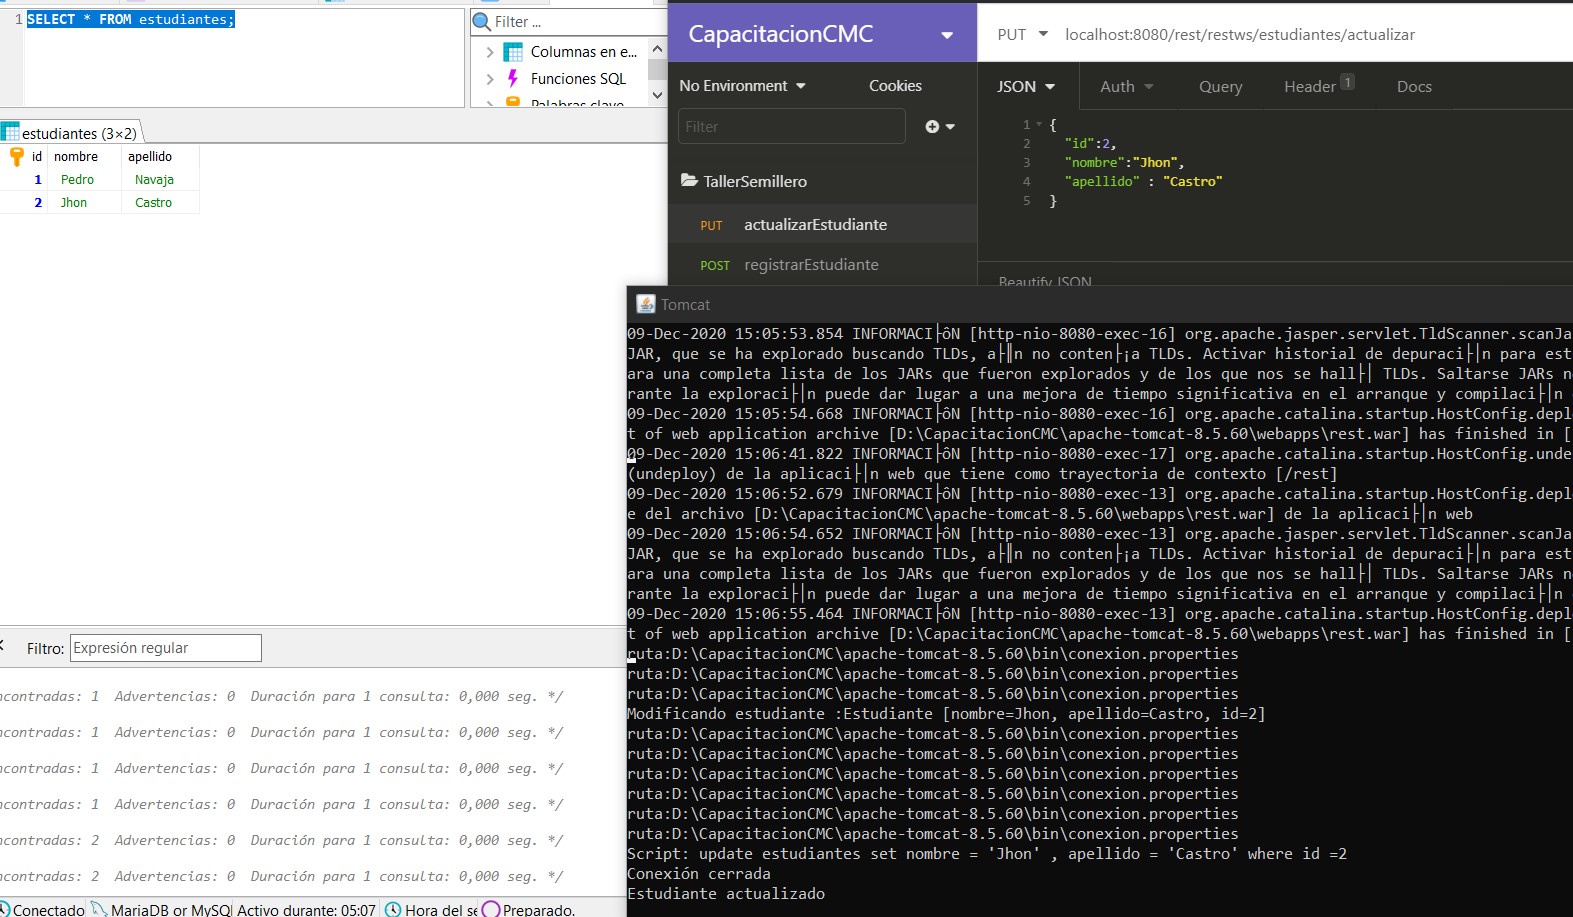 1 SELECT * FROM estudiantes;
Filter ...
Columnas en e...
Funciones SQL
Palabras clave
estudiantes (3×2)
id nombre apellido
1 Pedro Navaja
2 Jhon Castro
Filtro: Expresión regular
ncontradas: 1 Advertencias: 0 Duración para 1 consulta: 0,000 seg. */
ncontradas: 1 Advertencias: 0 Duración para 1 consulta: 0,000 seg. */
ncontradas: 1 Advertencias: 0 Duración para 1 consulta: 0,000 seg. */
ncontradas: 1 Advertencias: 0 Duración para 1 consulta: 0,000 seg. */
ncontradas: 2 Advertencias: 0 Duración para 1 consulta: 0,000 seg. */
ncontradas: 2 Advertencias: 0 Duración para 1 consulta: 0,000 seg. */
Conectado MariaDB or MySQl Activo durante: 05:07 Hora del se Preparado.
CapacitacionCMC
PUT localhost:8080/rest/restws/estudiantes/actualizar
No Environment Cookies
Filter
TallerSemillero
PUT actualizarEstudiante
POST registrarEstudiante
JSON Auth Query Header 1 Docs
1 {
2 "id":2,
3 "nombre":"Jhon",
4 "apellido" : "Castro"
5 }
Beautify JSON
Tomcat
09-Dec-2020 15:05:53.854 INFORMACI├ôN [http-nio-8080-exec-16] org.apache.jasper.servlet.TldScanner.scanJa
JAR, que se ha explorado buscando TLDs, a├║n no conten├¡a TLDs. Activar historial de depuraci├│n para est
ara una completa lista de los JARs que fueron explorados y de los que nos se hall├│ TLDs. Saltarse JARs n
rante la exploraci├│n puede dar lugar a una mejora de tiempo significativa en el arranque y compilaci├│n
09-Dec-2020 15:05:54.668 INFORMACI├ôN [http-nio-8080-exec-16] org.apache.catalina.startup.HostConfig.depl
t of web application archive [D:\CapacitacionCMC\apache-tomcat-8.5.60\webapps\rest.war] has finished in [
09-Dec-2020 15:06:41.822 INFORMACI├ôN [http-nio-8080-exec-17] org.apache.catalina.startup.HostConfig.unde
(undeploy) de la aplicaci├│n web que tiene como trayectoria de contexto [/rest]
09-Dec-2020 15:06:52.679 INFORMACI├ôN [http-nio-8080-exec-13] org.apache.catalina.startup.HostConfig.depl
e del archivo [D:\CapacitacionCMC\apache-tomcat-8.5.60\webapps\rest.war] de la aplicaci├│n web
09-Dec-2020 15:06:54.652 INFORMACI├ôN [http-nio-8080-exec-13] org.apache.jasper.servlet.TldScanner.scanJa
JAR, que se ha explorado buscando TLDs, a├║n no conten├¡a TLDs. Activar historial de depuraci├│n para est
ara una completa lista de los JARs que fueron explorados y de los que nos se hall├│ TLDs. Saltarse JARs n
rante la exploraci├│n puede dar lugar a una mejora de tiempo significativa en el arranque y compilaci├│n
09-Dec-2020 15:06:55.464 INFORMACI├ôN [http-nio-8080-exec-13] org.apache.catalina.startup.HostConfig.depl
t of web application archive [D:\CapacitacionCMC\apache-tomcat-8.5.60\webapps\rest.war] has finished in [
ruta:D:\CapacitacionCMC\apache-tomcat-8.5.60\bin\conexion.properties
ruta:D:\CapacitacionCMC\apache-tomcat-8.5.60\bin\conexion.properties
ruta:D:\CapacitacionCMC\apache-tomcat-8.5.60\bin\conexion.properties
Modificando estudiante :Estudiante [nombre=Jhon, apellido=Castro, id=2]
ruta:D:\CapacitacionCMC\apache-tomcat-8.5.60\bin\conexion.properties
ruta:D:\CapacitacionCMC\apache-tomcat-8.5.60\bin\conexion.properties
ruta:D:\CapacitacionCMC\apache-tomcat-8.5.60\bin\conexion.properties
ruta:D:\CapacitacionCMC\apache-tomcat-8.5.60\bin\conexion.properties
ruta:D:\CapacitacionCMC\apache-tomcat-8.5.60\bin\conexion.properties
ruta:D:\CapacitacionCMC\apache-tomcat-8.5.60\bin\conexion.properties
Script: update estudiantes set nombre = 'Jhon' , apellido = 'Castro' where id =2
Conexión cerrada
Estudiante actualizado